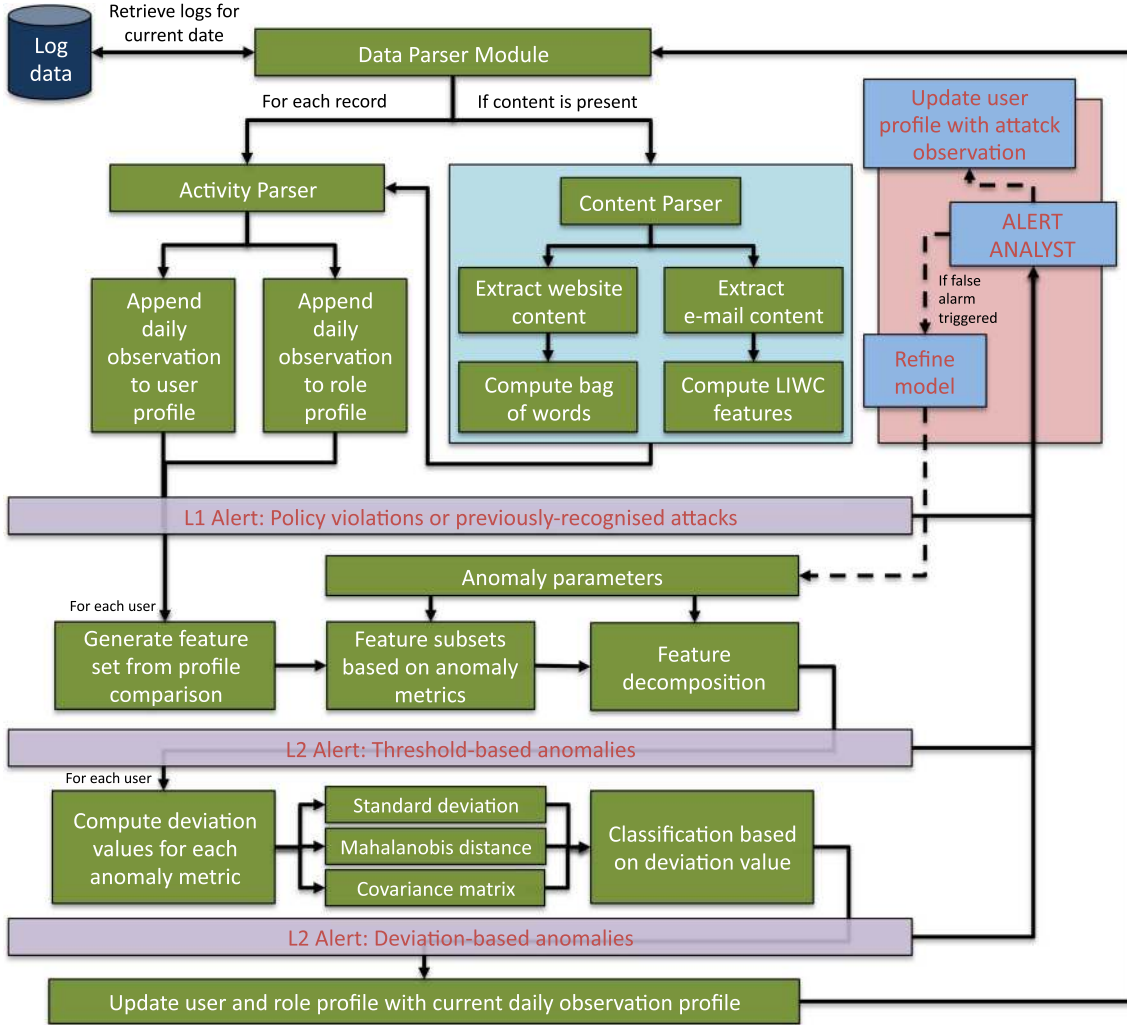 Retrieve logs for
current date
Log
data
Data Parser Module
For each record
If content is present
Update user
profile with attatck
observation
Activity Parser
Content Parser
ALERT
ANALYST
Append
daily
observation
to user
profile
Append
daily
observation
to role
profile
Extract website
content
Extract
e-mail content
If false
alarm
triggered
Compute bag
of words
Compute LIWC
features
Refine
model
L1 Alert: Policy violations or previously-recognised attacks
Anomaly parameters
For each user
Generate feature
set from profile
comparison
Feature subsets
based on anomaly
metrics
Feature
decomposition
L2 Alert: Threshold-based anomalies
For each user
Compute deviation
values for each
anomaly metric
Standard deviation
Mahalanobis distance
Covariance matrix
Classification based
on deviation value
L2 Alert: Deviation-based anomalies
Update user and role profile with current daily observation profile